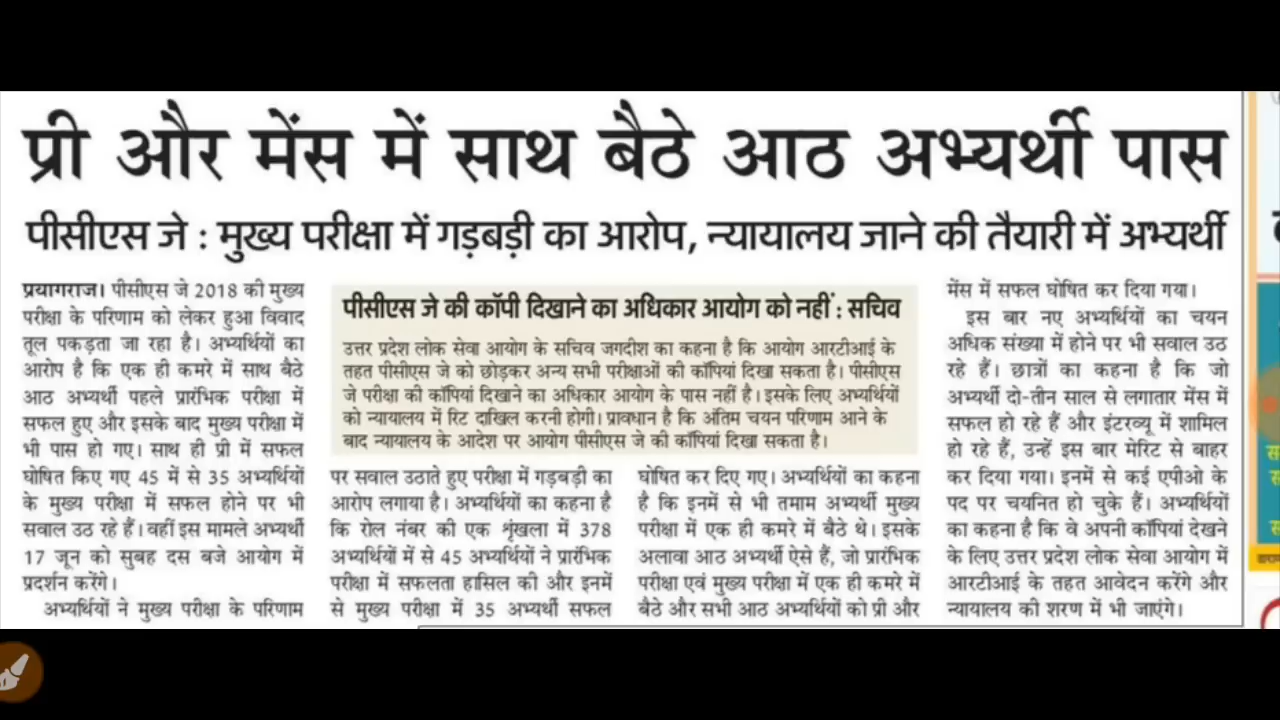 प्री और मेंस में साथ बैठे आठ अभ्यर्थी पास
पीसीएस जे : मुख्य परीक्षा में गड़बड़ी का आरोप, न्यायालय जाने की तैयारी में अभ्यर्थी
प्रयागराज। पीसीएस जे 2018 की मुख्य
परीक्षा के परिणाम को लेकर हुआ विवाद
तूल पकड़ता जा रहा है। अभ्यर्थियों का
आरोप है कि एक ही कमरे में साथ बैठे
आठ अभ्यर्थी पहले प्रारंभिक परीक्षा में
सफल हुए और इसके बाद मुख्य परीक्षा में
भी पास हो गए। साथ ही प्री में सफल
घोषित किए गए 45 में से 35 अभ्यर्थियों
के मुख्य परीक्षा में सफल होने पर भी
सवाल उठ रहे हैं। वहीं इस मामले अभ्यर्थी
17 जून को सुबह दस बजे आयोग में
प्रदर्शन करेंगे।
अभ्यर्थियों ने मुख्य परीक्षा के परिणाम
पीसीएस जे की कॉपी दिखाने का अधिकार आयोग को नहीं : सचिव
उत्तर प्रदेश लोक सेवा आयोग के सचिव जगदीश का कहना है कि आयोग आरटीआई के
तहत पीसीएस जे को छोड़कर अन्य सभी परीक्षाओं की कॉपियां दिखा सकता है। पीसीएस
जे परीक्षा की कॉपियां दिखाने का अधिकार आयोग के पास नहीं है। इसके लिए अभ्यर्थियों
को न्यायालय में रिट दाखिल करनी होगी। प्रावधान है कि अंतिम चयन परिणाम आने के
बाद न्यायालय के आदेश पर आयोग पीसीएस जे की कॉपियां दिखा सकता है।
पर सवाल उठाते हुए परीक्षा में गड़बड़ी का
आरोप लगाया है। अभ्यर्थियों का कहना है
कि रोल नंबर की एक शृंखला में 378
अभ्यर्थियों में से 45 अभ्यर्थियों ने प्रारंभिक
परीक्षा में सफलता हासिल की और इनमें
से मुख्य परीक्षा में 35 अभ्यर्थी सफल
घोषित कर दिए गए। अभ्यर्थियों का कहना
है कि इनमें से भी तमाम अभ्यर्थी मुख्य
परीक्षा में एक ही कमरे में बैठे थे। इसके
अलावा आठ अभ्यर्थी ऐसे हैं, जो प्रारंभिक
परीक्षा एवं मुख्य परीक्षा में एक ही कमरे में
बैठे और सभी आठ अभ्यर्थियों को प्री और
मेंस में सफल घोषित कर दिया गया।
इस बार नए अभ्यर्थियों का चयन
अधिक संख्या में होने पर भी सवाल उठ
रहे हैं। छात्रों का कहना है कि जो
अभ्यर्थी दो-तीन साल से लगातार मेंस में
सफल हो रहे हैं और इंटरव्यू में शामिल
हो रहे हैं, उन्हें इस बार मेरिट से बाहर
कर दिया गया। इनमें से कई एपीओ के
पद पर चयनित हो चुके हैं। अभ्यर्थियों
का कहना है कि वे अपनी कॉपियां देखने
के लिए उत्तर प्रदेश लोक सेवा आयोग में
आरटीआई के तहत आवेदन करेंगे और
न्यायालय की शरण में भी जाएंगे।